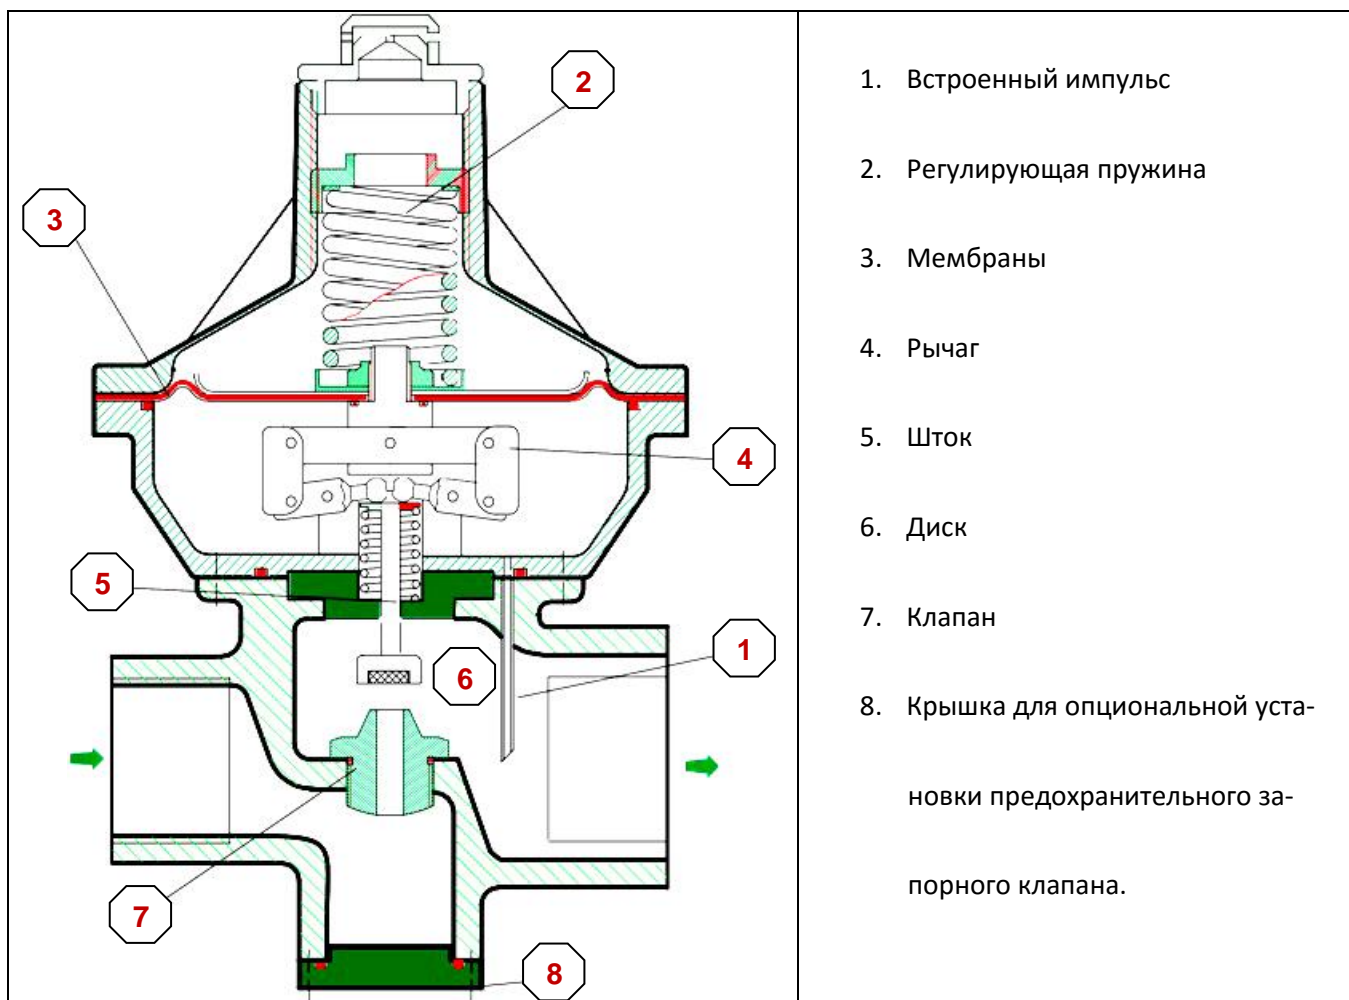 2
3
4
5
6
1
7
8
1. Встроенный импульс
2. Регулирующая пружина
3. Мембраны
4. Рычаг
5. Шток
6. Диск
7. Клапан
8. Крышка для опциональной уста-
новки предохранительного за-
порного клапана.